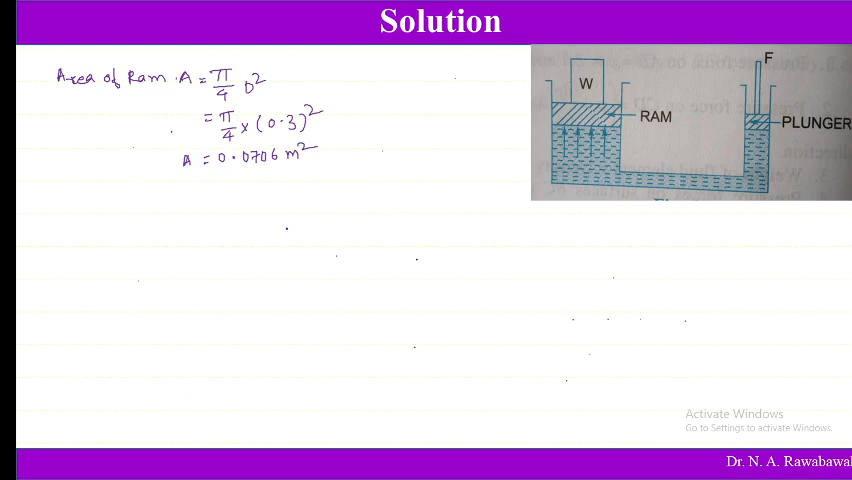 Solution
Area of Ram . A = π/4 D²
= π/4 × (0.3)²
A = 0.0706 m²
F
W
RAM
PLUNGER
Activate Windows
Go to Settings to activate Windows.
Dr. N. A. Rawabawal